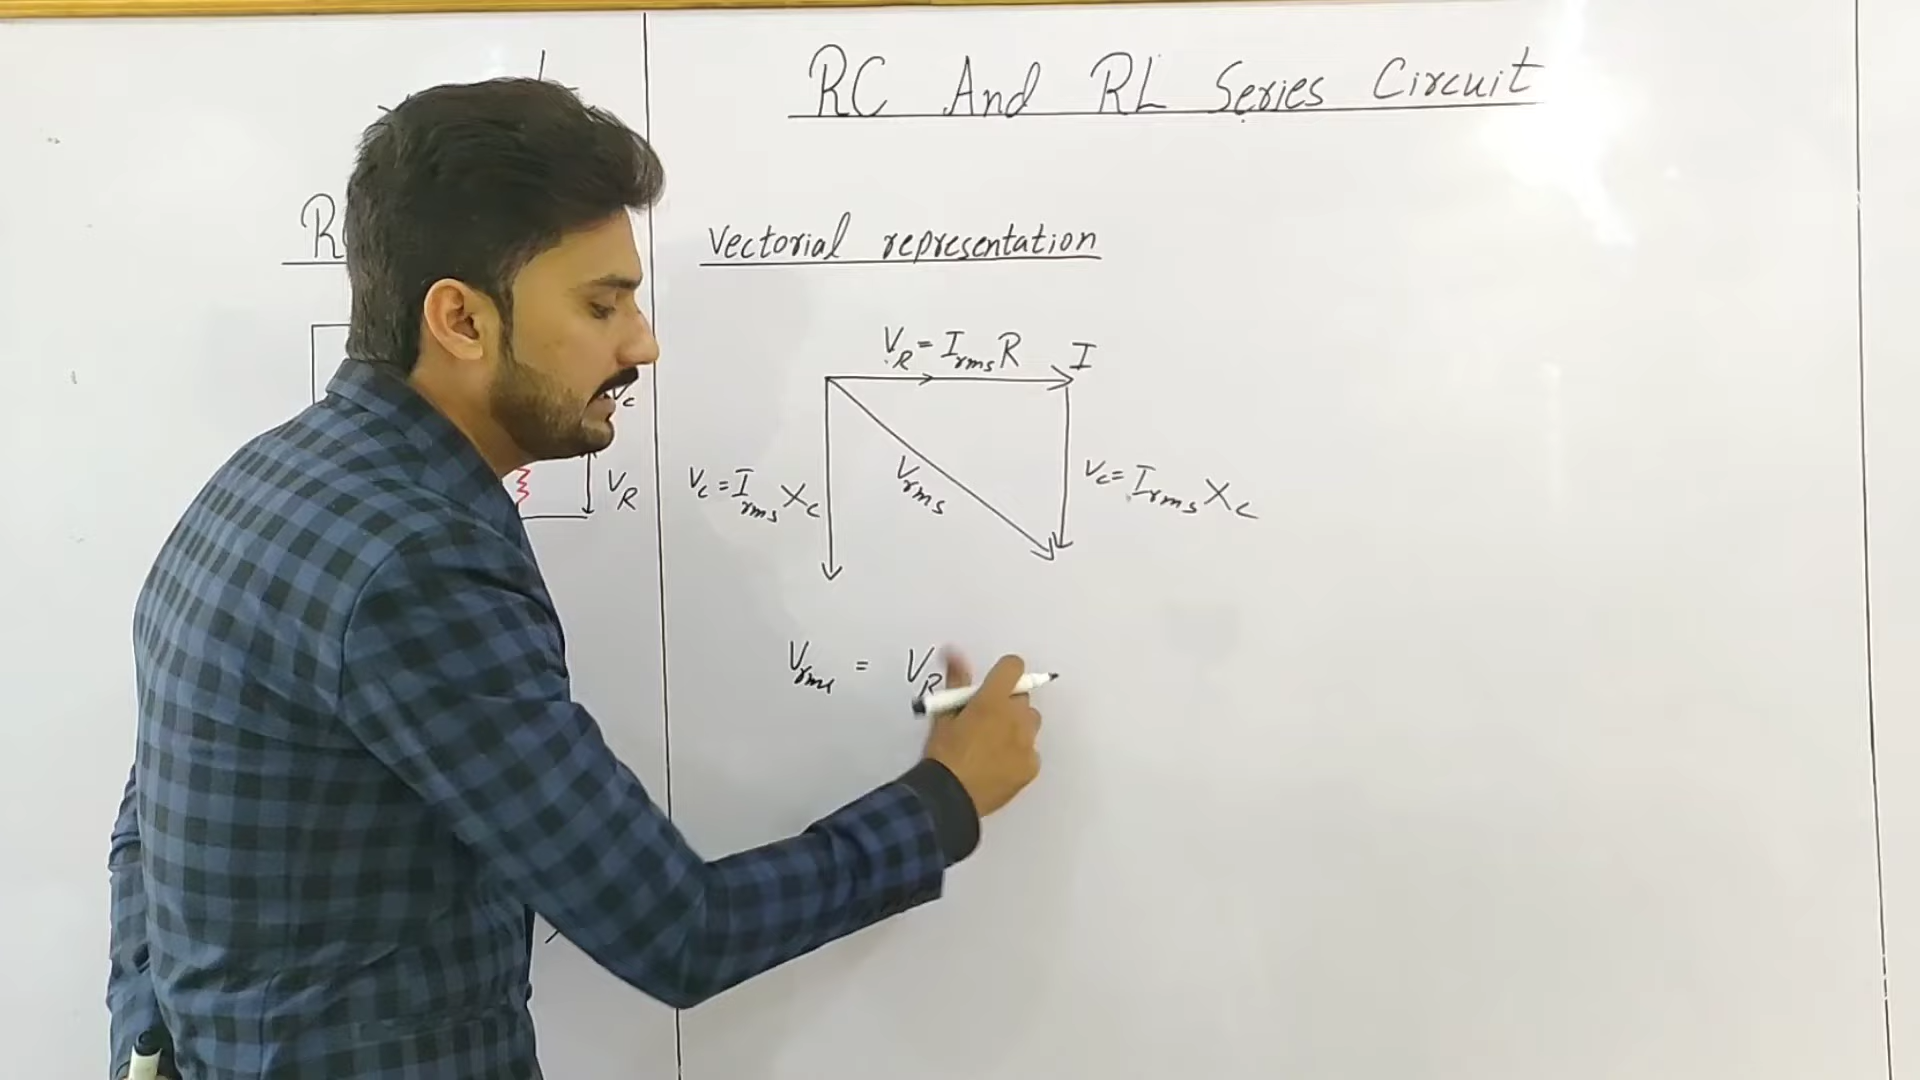 RC And RL Series Circuit
Vectorial representation
V_R = I_rms R
I
V_C = I_rms X_C
V_rms
V_C = I_rms X_C
V_rms = V_R
V_C
V_R